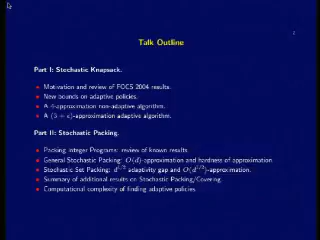 Talk Outline
Part I: Stochastic Knapsack.
Motivation and review of FOCS 2004 results.
New bounds on adaptive policies.
A 4-approximation non-adaptive algorithm.
A (3 + ε)-approximation adaptive algorithm.
Part II: Stochastic Packing.
Packing Integer Programs: review of known results
General Stochastic Packing: O(d)-approximation and hardness of approximation
Stochastic Set Packing: d^{1/2} adaptivity gap and O(d^{1/2})-approximation.
Summary of additional results on Stochastic Packing/Covering
Computational complexity of finding adaptive policies